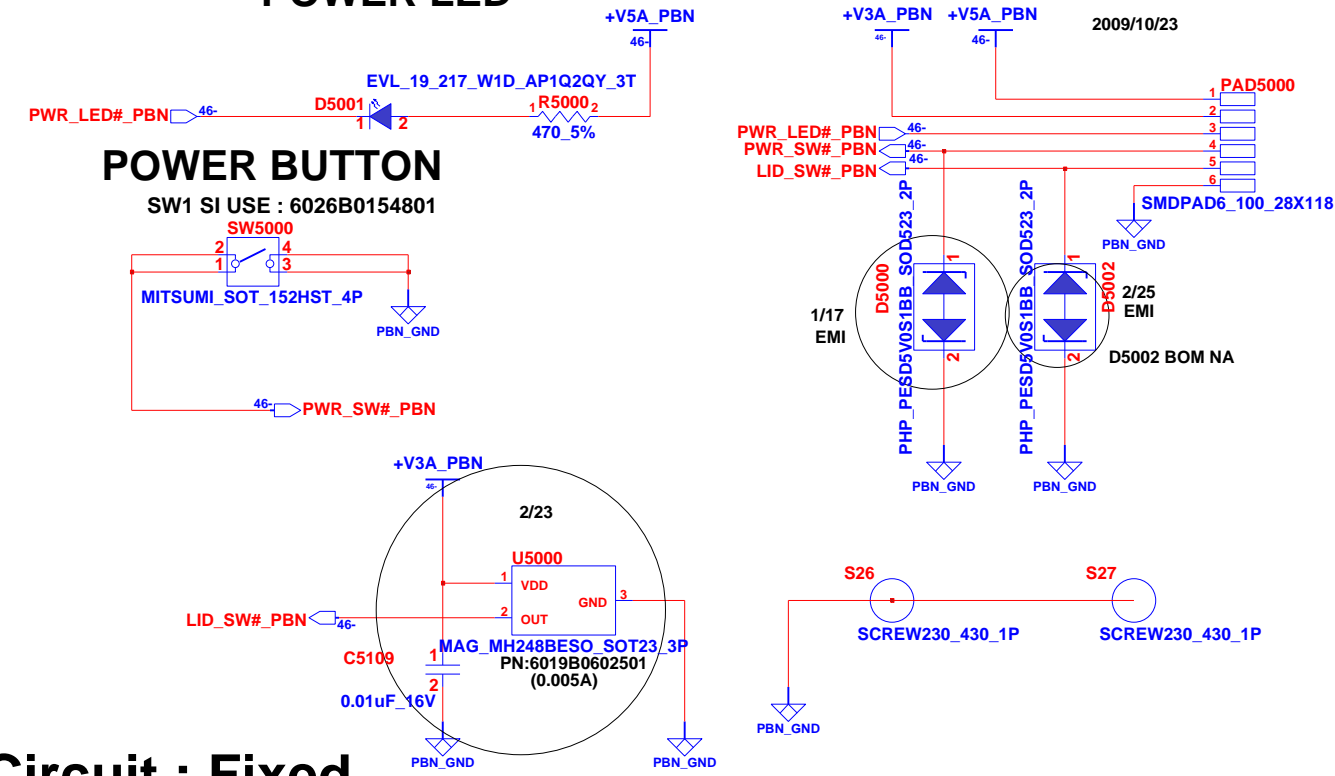 POWER LED
+V5A_PBN
46-
EVL_19_217_W1D_AP1Q2QY_3T
PWR_LED#_PBN
46-
D5001
1
2
R5000
1
2
470_5%
POWER BUTTON
SW1 SI USE : 6026B0154801
SW5000
2
1
4
3
MITSUMI_SOT_152HST_4P
PBN_GND
46-
PWR_SW#_PBN
+V3A_PBN
46-
+V5A_PBN
46-
2009/10/23
PAD5000
1
2
3
4
5
6
PWR_LED#_PBN
46-
PWR_SW#_PBN
46-
LID_SW#_PBN
46-
SMDPAD6_100_28X118
PBN_GND
D5000
PHP_PESD5V0S1BB_SOD523_2P
1
2
1/17
EMI
PBN_GND
D5002
PHP_PESD5V0S1BB_SOD523_2P
1
2
2/25
EMI
D5002 BOM NA
PBN_GND
+V3A_PBN
46-
2/23
U5000
1
VDD
2
OUT
GND
3
LID_SW#_PBN
46-
MAG_MH248BESO_SOT23_3P
PN:6019B0602501
(0.005A)
C5109
1
2
0.01uF_16V
PBN_GND
PBN_GND
S26
SCREW230_430_1P
S27
SCREW230_430_1P
PBN_GND
Circuit : Fixed